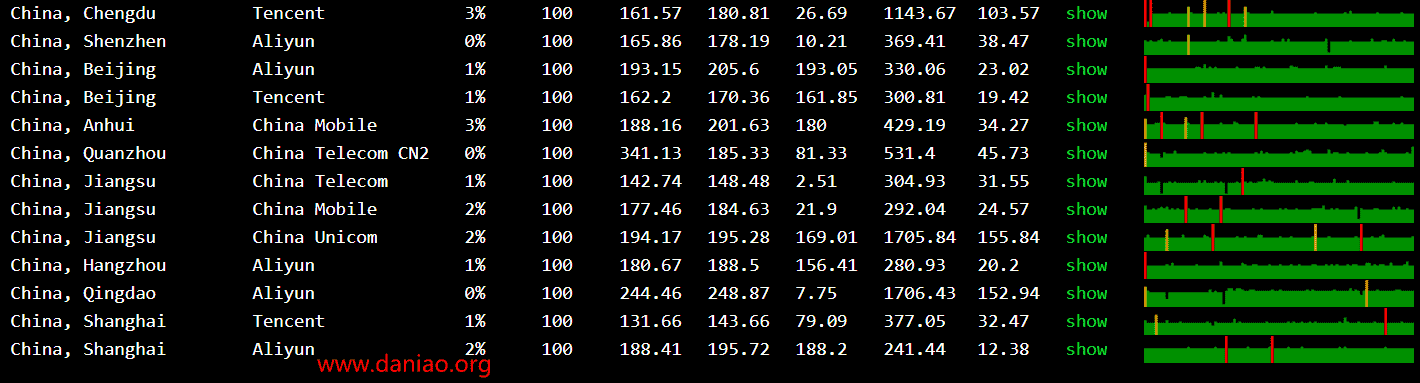 China, Chengdu Tencent 3% 100 161.57 180.81 26.69 1143.67 103.57 show
China, Shenzhen Aliyun 0% 100 165.86 178.19 10.21 369.41 38.47 show
China, Beijing Aliyun 1% 100 193.15 205.6 193.05 330.06 23.02 show
China, Beijing Tencent 1% 100 162.2 170.36 161.85 300.81 19.42 show
China, Anhui China Mobile 3% 100 188.16 201.63 180 429.19 34.27 show
China, Quanzhou China Telecom CN2 0% 100 341.13 185.33 81.33 531.4 45.73 show
China, Jiangsu China Telecom 1% 100 142.74 148.48 2.51 304.93 31.55 show
China, Jiangsu China Mobile 2% 100 177.46 184.63 21.9 292.04 24.57 show
China, Jiangsu China Unicom 2% 100 194.17 195.28 169.01 1705.84 155.84 show
China, Hangzhou Aliyun 1% 100 180.67 188.5 156.41 280.93 20.2 show
China, Qingdao Aliyun 0% 100 244.46 248.87 7.75 1706.43 152.94 show
China, Shanghai Tencent 1% 100 131.66 143.66 79.09 377.05 32.47 show
China, Shanghai Aliyun 2% 100 188.41 195.72 188.2 241.44 12.38 show
www.daniao.org